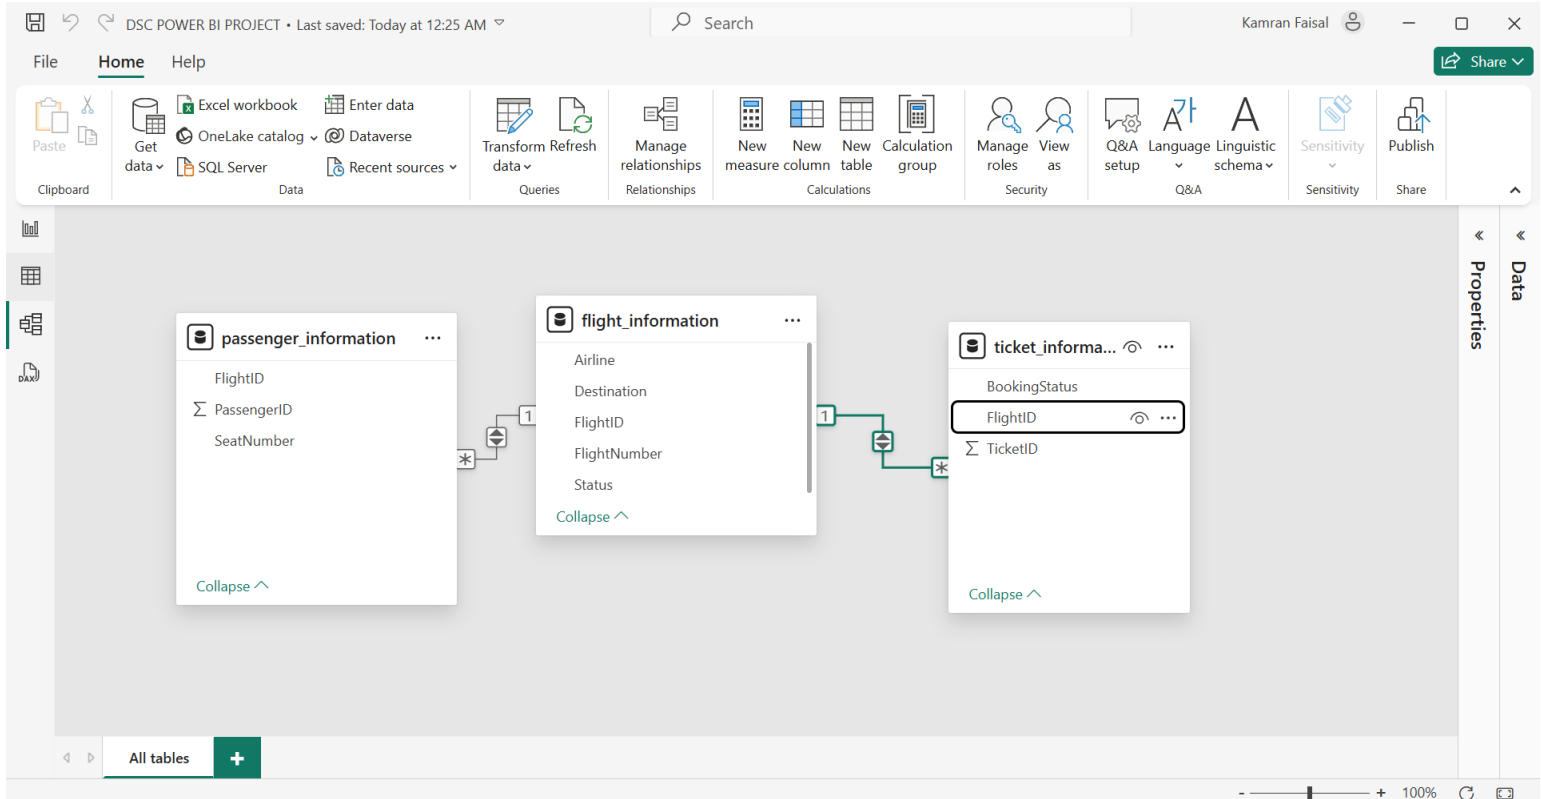 DSC POWER BI PROJECT • Last saved: Today at 12:25 AM
Search
Kamran Faisal
File Home Help
Share
Paste
Clipboard
Get data
Excel workbook
OneLake catalog
SQL Server
Enter data
Dataverse
Recent sources
Data
Transform data
Refresh
Queries
Manage relationships
Relationships
New measure
New column
New table
Calculation group
Calculations
Manage roles
View as
Security
Q&A setup
Language
Linguistic schema
Q&A
Sensitivity
Sensitivity
Publish
Share
DAX
passenger_information
FlightID
∑ PassengerID
SeatNumber
Collapse
*
1
flight_information
Airline
Destination
FlightID
FlightNumber
Status
Collapse
1
*
ticket_informa...
BookingStatus
FlightID
∑ TicketID
Collapse
Properties
Data
All tables
+
- + 100%